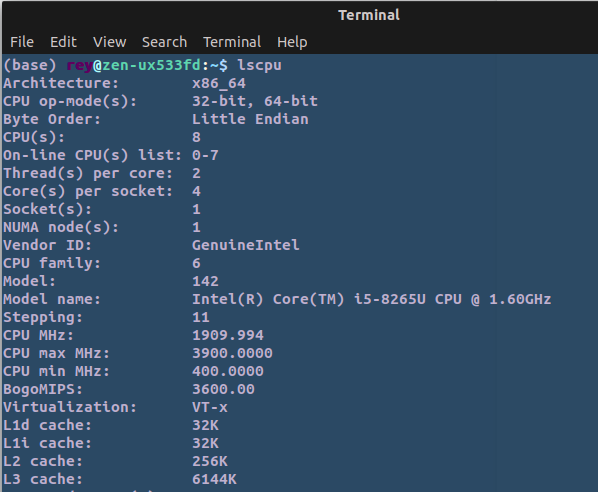 Terminal
File Edit View Search Terminal Help
(base) rey@zen-ux533fd:~$ lscpu
Architecture: x86_64
CPU op-mode(s): 32-bit, 64-bit
Byte Order: Little Endian
CPU(s): 8
On-line CPU(s) list: 0-7
Thread(s) per core: 2
Core(s) per socket: 4
Socket(s): 1
NUMA node(s): 1
Vendor ID: GenuineIntel
CPU family: 6
Model: 142
Model name: Intel(R) Core(TM) i5-8265U CPU @ 1.60GHz
Stepping: 11
CPU MHz: 1909.994
CPU max MHz: 3900.0000
CPU min MHz: 400.0000
BogoMIPS: 3600.00
Virtualization: VT-x
L1d cache: 32K
L1i cache: 32K
L2 cache: 256K
L3 cache: 6144K